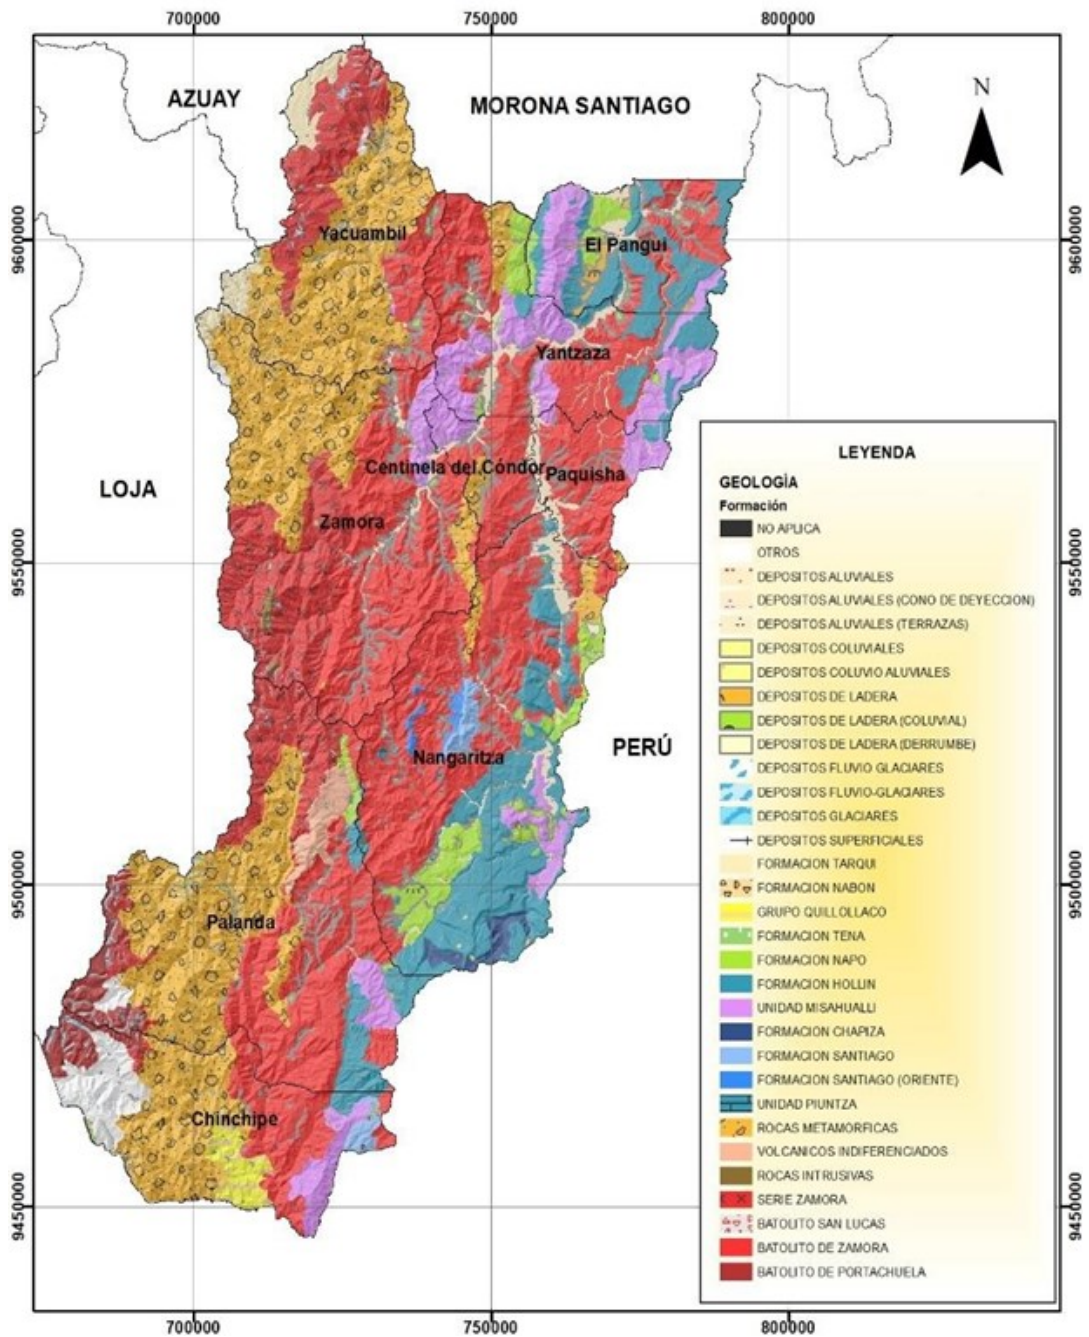 700000 750000 800000
AZUAY
MORONA SANTIAGO
N
9600000 9600000
Yacuambil
El Pangui
Yantzaza
LEYENDA
Centinela del Cóndor
Paquisha
LOJA
Zamora
9550000 9550000
PERÚ
Nangaritza
9500000 9500000
Palanda
Chinchipe
9450000 9450000
GEOLOGÌA
Formación
NO APLICA
OTROS
DEPOSITOS ALUVIALES
DEPOSITOS ALUVIALES (CONO DE DEYECCION)
DEPOSITOS ALUVIALES (TERRAZAS)
DEPOSITOS COLUVIALES
DEPOSITOS COLUVIO ALUVIALES
DEPOSITOS DE LADERA
DEPOSITOS DE LADERA (COLUVIAL)
DEPOSITOS DE LADERA (DERRUMBE)
DEPOSITOS FLUVIO GLACIARES
DEPOSITOS FLUVIO-GLACIARES
DEPOSITOS GLACIARES
DEPOSITOS SUPERFICIALES
FORMACION TARQUI
FORMACION NABON
GRUPO QUILLOLLACO
FORMACION TENA
FORMACION NAPO
FORMACION HOLLIN
UNIDAD MISAHUALLI
FORMACION CHAPIZA
FORMACION SANTIAGO
FORMACION SANTIAGO (ORIENTE)
UNIDAD PIUNTZA
ROCAS METAMORFICAS
VOLCANICOS INDIFERENCIADOS
ROCAS INTRUSIVAS
SERIE ZAMORA
BATOLITO SAN LUCAS
BATOLITO DE ZAMORA
BATOLITO DE PORTACHUELA
700000 750000 800000